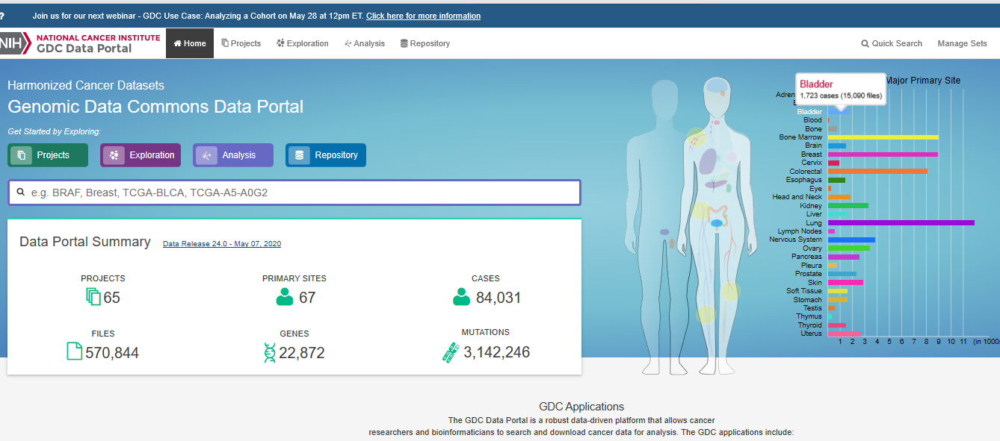 ?
Join us for our next webinar - GDC Use Case: Analyzing a Cohort on May 28 at 12pm ET. Click here for more information
NIH
NATIONAL CANCER INSTITUTE
GDC Data Portal
Home
Projects
Exploration
Analysis
Repository
Quick Search
Manage Sets
Harmonized Cancer Datasets
Genomic Data Commons Data Portal
Get Started by Exploring:
Projects
Exploration
Analysis
Repository
e.g. BRAF, Breast, TCGA-BLCA, TCGA-A5-A0G2
Data Portal Summary
Data Release 24.0 - May 07, 2020
PROJECTS
65
PRIMARY SITES
67
CASES
84,031
FILES
570,844
GENES
22,872
MUTATIONS
3,142,246
Major Primary Site
Bladder
1,723 cases (15,090 files)
Adren
Bladder
Blood
Bone
Bone Marrow
Brain
Breast
Cervix
Colorectal
Esophagus
Eye
Head and Neck
Kidney
Liver
Lung
Lymph Nodes
Nervous System
Ovary
Pancreas
Pleura
Prostate
Skin
Soft Tissue
Stomach
Testis
Thymus
Thyroid
Uterus
1 2 3 4 5 6 7 8 9 10 11 (in 1000s
GDC Applications
The GDC Data Portal is a robust data-driven platform that allows cancer
researchers and bioinformaticians to search and download cancer data for analysis. The GDC applications include: